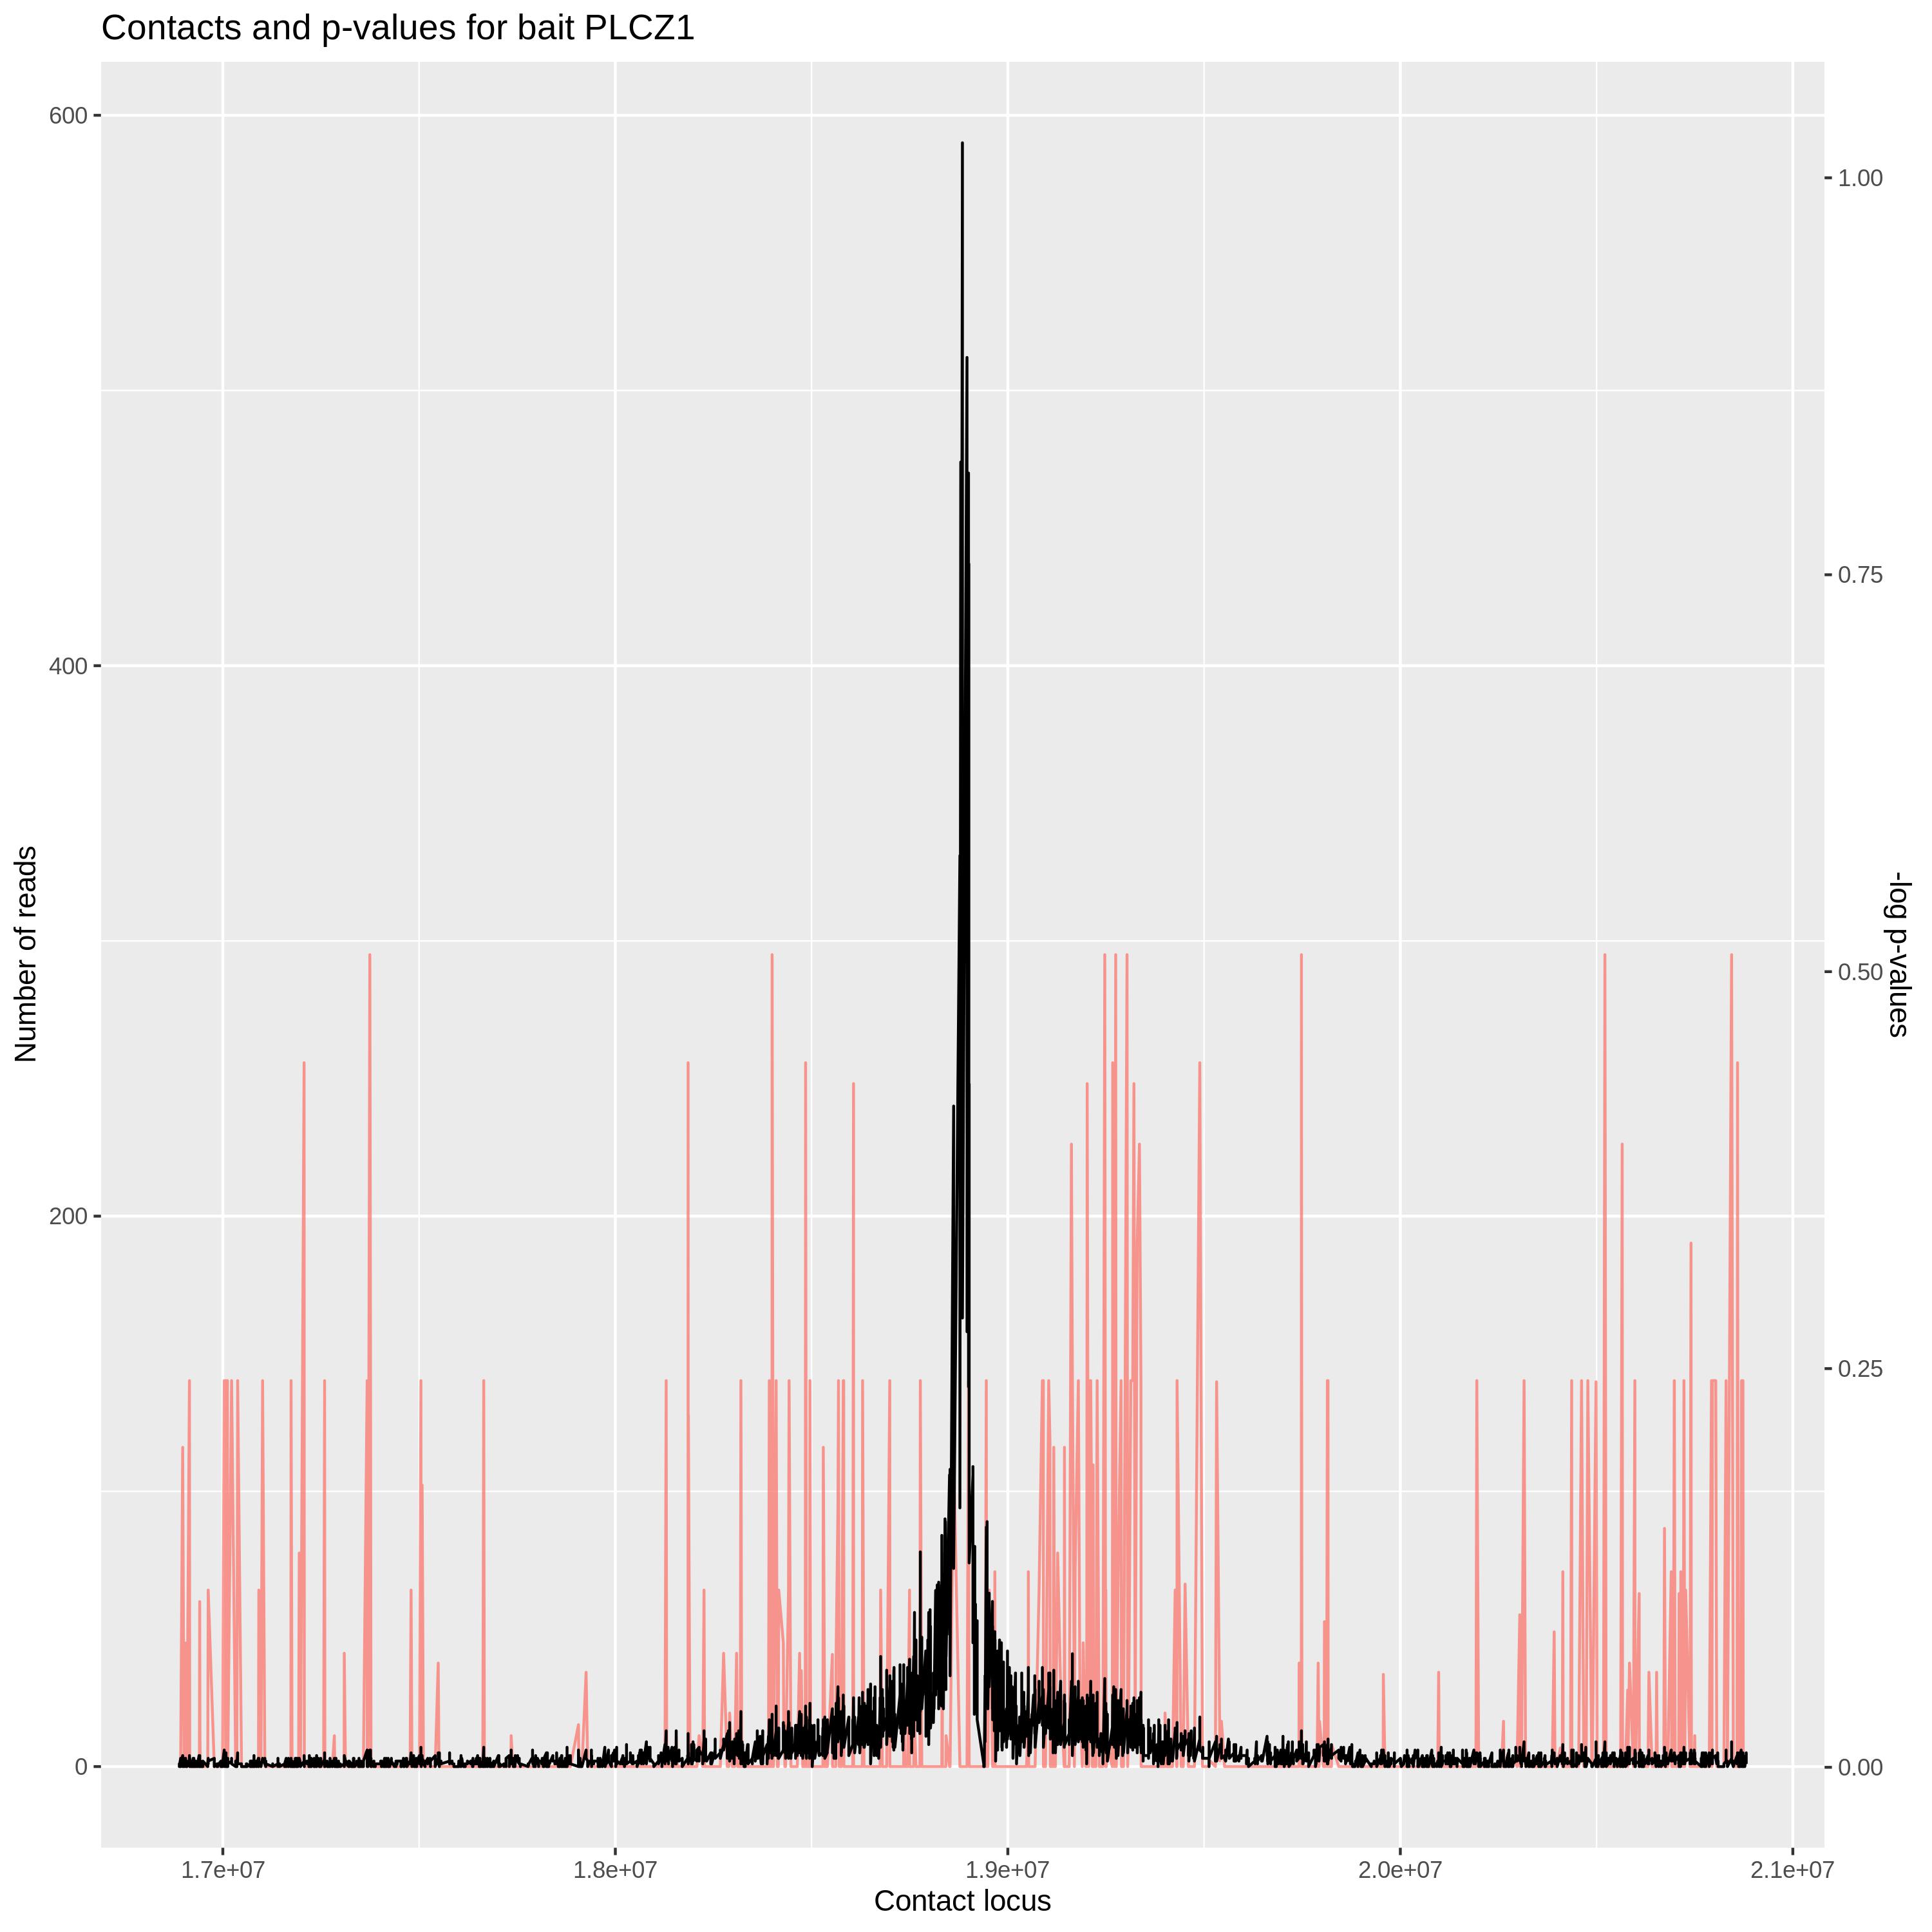 Contacts and p-values for bait PLCZ1
600
400
200
0
Number of reads
1.00
0.75
0.50
0.25
0.00
-log p-values
1.7e+07
1.8e+07
1.9e+07
2.0e+07
2.1e+07
Contact locus